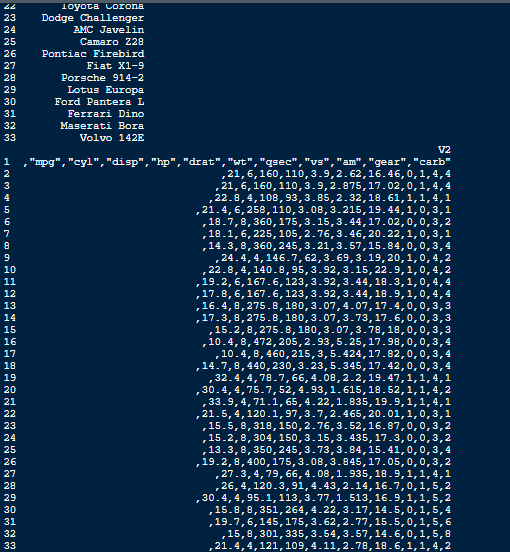 22 Toyota Corona
23 Dodge Challenger
24 AMC Javelin
25 Camaro Z28
26 Pontiac Firebird
27 Fiat X1-9
28 Porsche 914-2
29 Lotus Europa
30 Ford Pantera L
31 Ferrari Dino
32 Maserati Bora
33 Volvo 142E
V2
1 ,"mpg","cyl","disp","hp","drat","wt","qsec","vs","am","gear","carb"
2 ,21,6,160,110,3.9,2.62,16.46,0,1,4,4
3 ,21,6,160,110,3.9,2.875,17.02,0,1,4,4
4 ,22.8,4,108,93,3.85,2.32,18.61,1,1,4,1
5 ,21.4,6,258,110,3.08,3.215,19.44,1,0,3,1
6 ,18.7,8,360,175,3.15,3.44,17.02,0,0,3,2
7 ,18.1,6,225,105,2.76,3.46,20.22,1,0,3,1
8 ,14.3,8,360,245,3.21,3.57,15.84,0,0,3,4
9 ,24.4,4,146.7,62,3.69,3.19,20,1,0,4,2
10 ,22.8,4,140.8,95,3.92,3.15,22.9,1,0,4,2
11 ,19.2,6,167.6,123,3.92,3.44,18.3,1,0,4,4
12 ,17.8,6,167.6,123,3.92,3.44,18.9,1,0,4,4
13 ,16.4,8,275.8,180,3.07,4.07,17.4,0,0,3,3
14 ,17.3,8,275.8,180,3.07,3.73,17.6,0,0,3,3
15 ,15.2,8,275.8,180,3.07,3.78,18,0,0,3,3
16 ,10.4,8,472,205,2.93,5.25,17.98,0,0,3,4
17 ,10.4,8,460,215,3,5.424,17.82,0,0,3,4
18 ,14.7,8,440,230,3.23,5.345,17.42,0,0,3,4
19 ,32.4,4,78.7,66,4.08,2.2,19.47,1,1,4,1
20 ,30.4,4,75.7,52,4.93,1.615,18.52,1,1,4,2
21 ,33.9,4,71.1,65,4.22,1.835,19.9,1,1,4,1
22 ,21.5,4,120.1,97,3.7,2.465,20.01,1,0,3,1
23 ,15.5,8,318,150,2.76,3.52,16.87,0,0,3,2
24 ,15.2,8,304,150,3.15,3.435,17.3,0,0,3,2
25 ,13.3,8,350,245,3.73,3.84,15.41,0,0,3,4
26 ,19.2,8,400,175,3.08,3.845,17.05,0,0,3,2
27 ,27.3,4,79,66,4.08,1.935,18.9,1,1,4,1
28 ,26,4,120.3,91,4.43,2.14,16.7,0,1,5,2
29 ,30.4,4,95.1,113,3.77,1.513,16.9,1,1,5,2
30 ,15.8,8,351,264,4.22,3.17,14.5,0,1,5,4
31 ,19.7,6,145,175,3.62,2.77,15.5,0,1,5,6
32 ,15,8,301,335,3.54,3.57,14.6,0,1,5,8
33 ,21.4,4,121,109,4.11,2.78,18.6,1,1,4,2